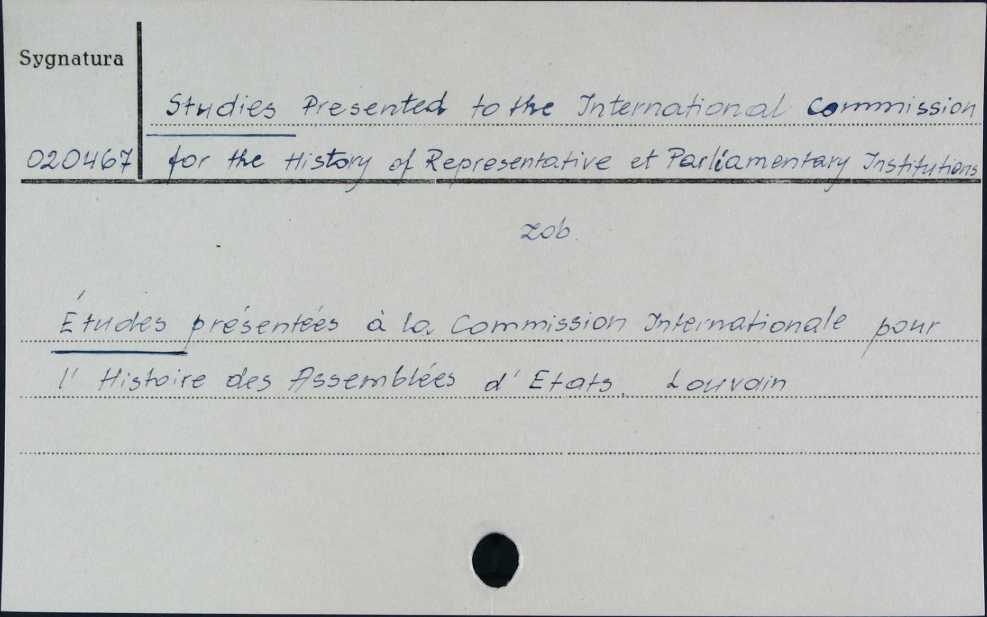 Sygnatura
Studies Presented to the International Commission
020467 for the History of Representative et Parliamentary Institutions
zob.
Études présentées à la Commission Internationale pour
l' Histoire des Assemblées d' Etats. Louvain